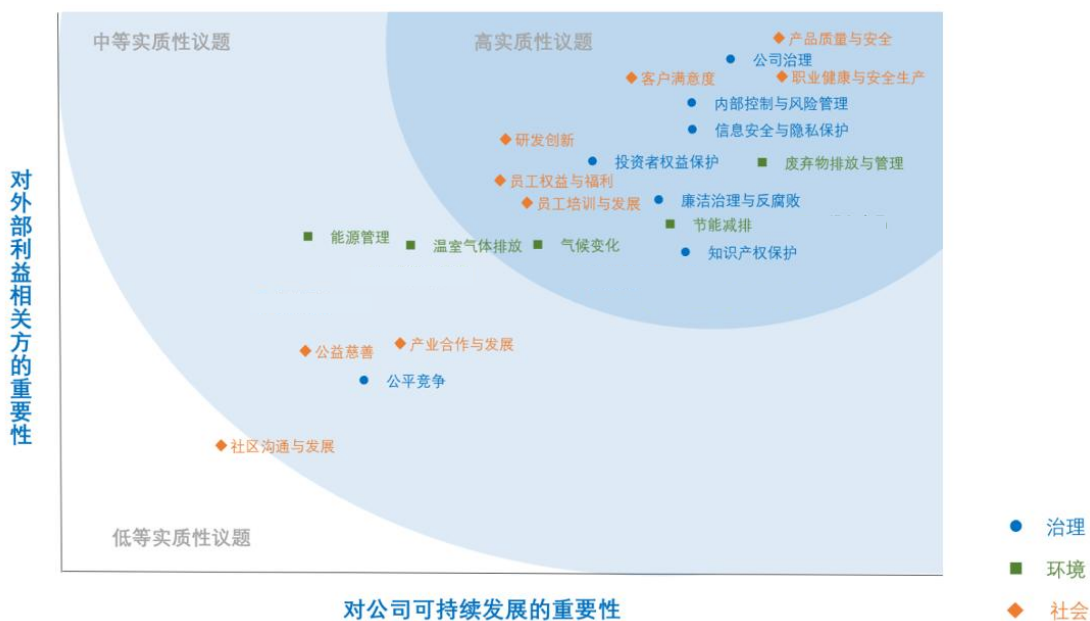 中等实质性议题
高实质性议题
产品质量与安全
公司治理
客户满意度
职业健康与安全生产
内部控制与风险管理
信息安全与隐私保护
研发创新
投资者权益保护
废弃物排放与管理
员工权益与福利
员工培训与发展
廉洁治理与反腐败
节能减排
能源管理
温室气体排放
气候变化
知识产权保护
公益慈善
产业合作与发展
公平竞争
社区沟通与发展
低等实质性议题
对外部利益相关方的重要性
对公司可持续发展的重要性
治理
环境
社会